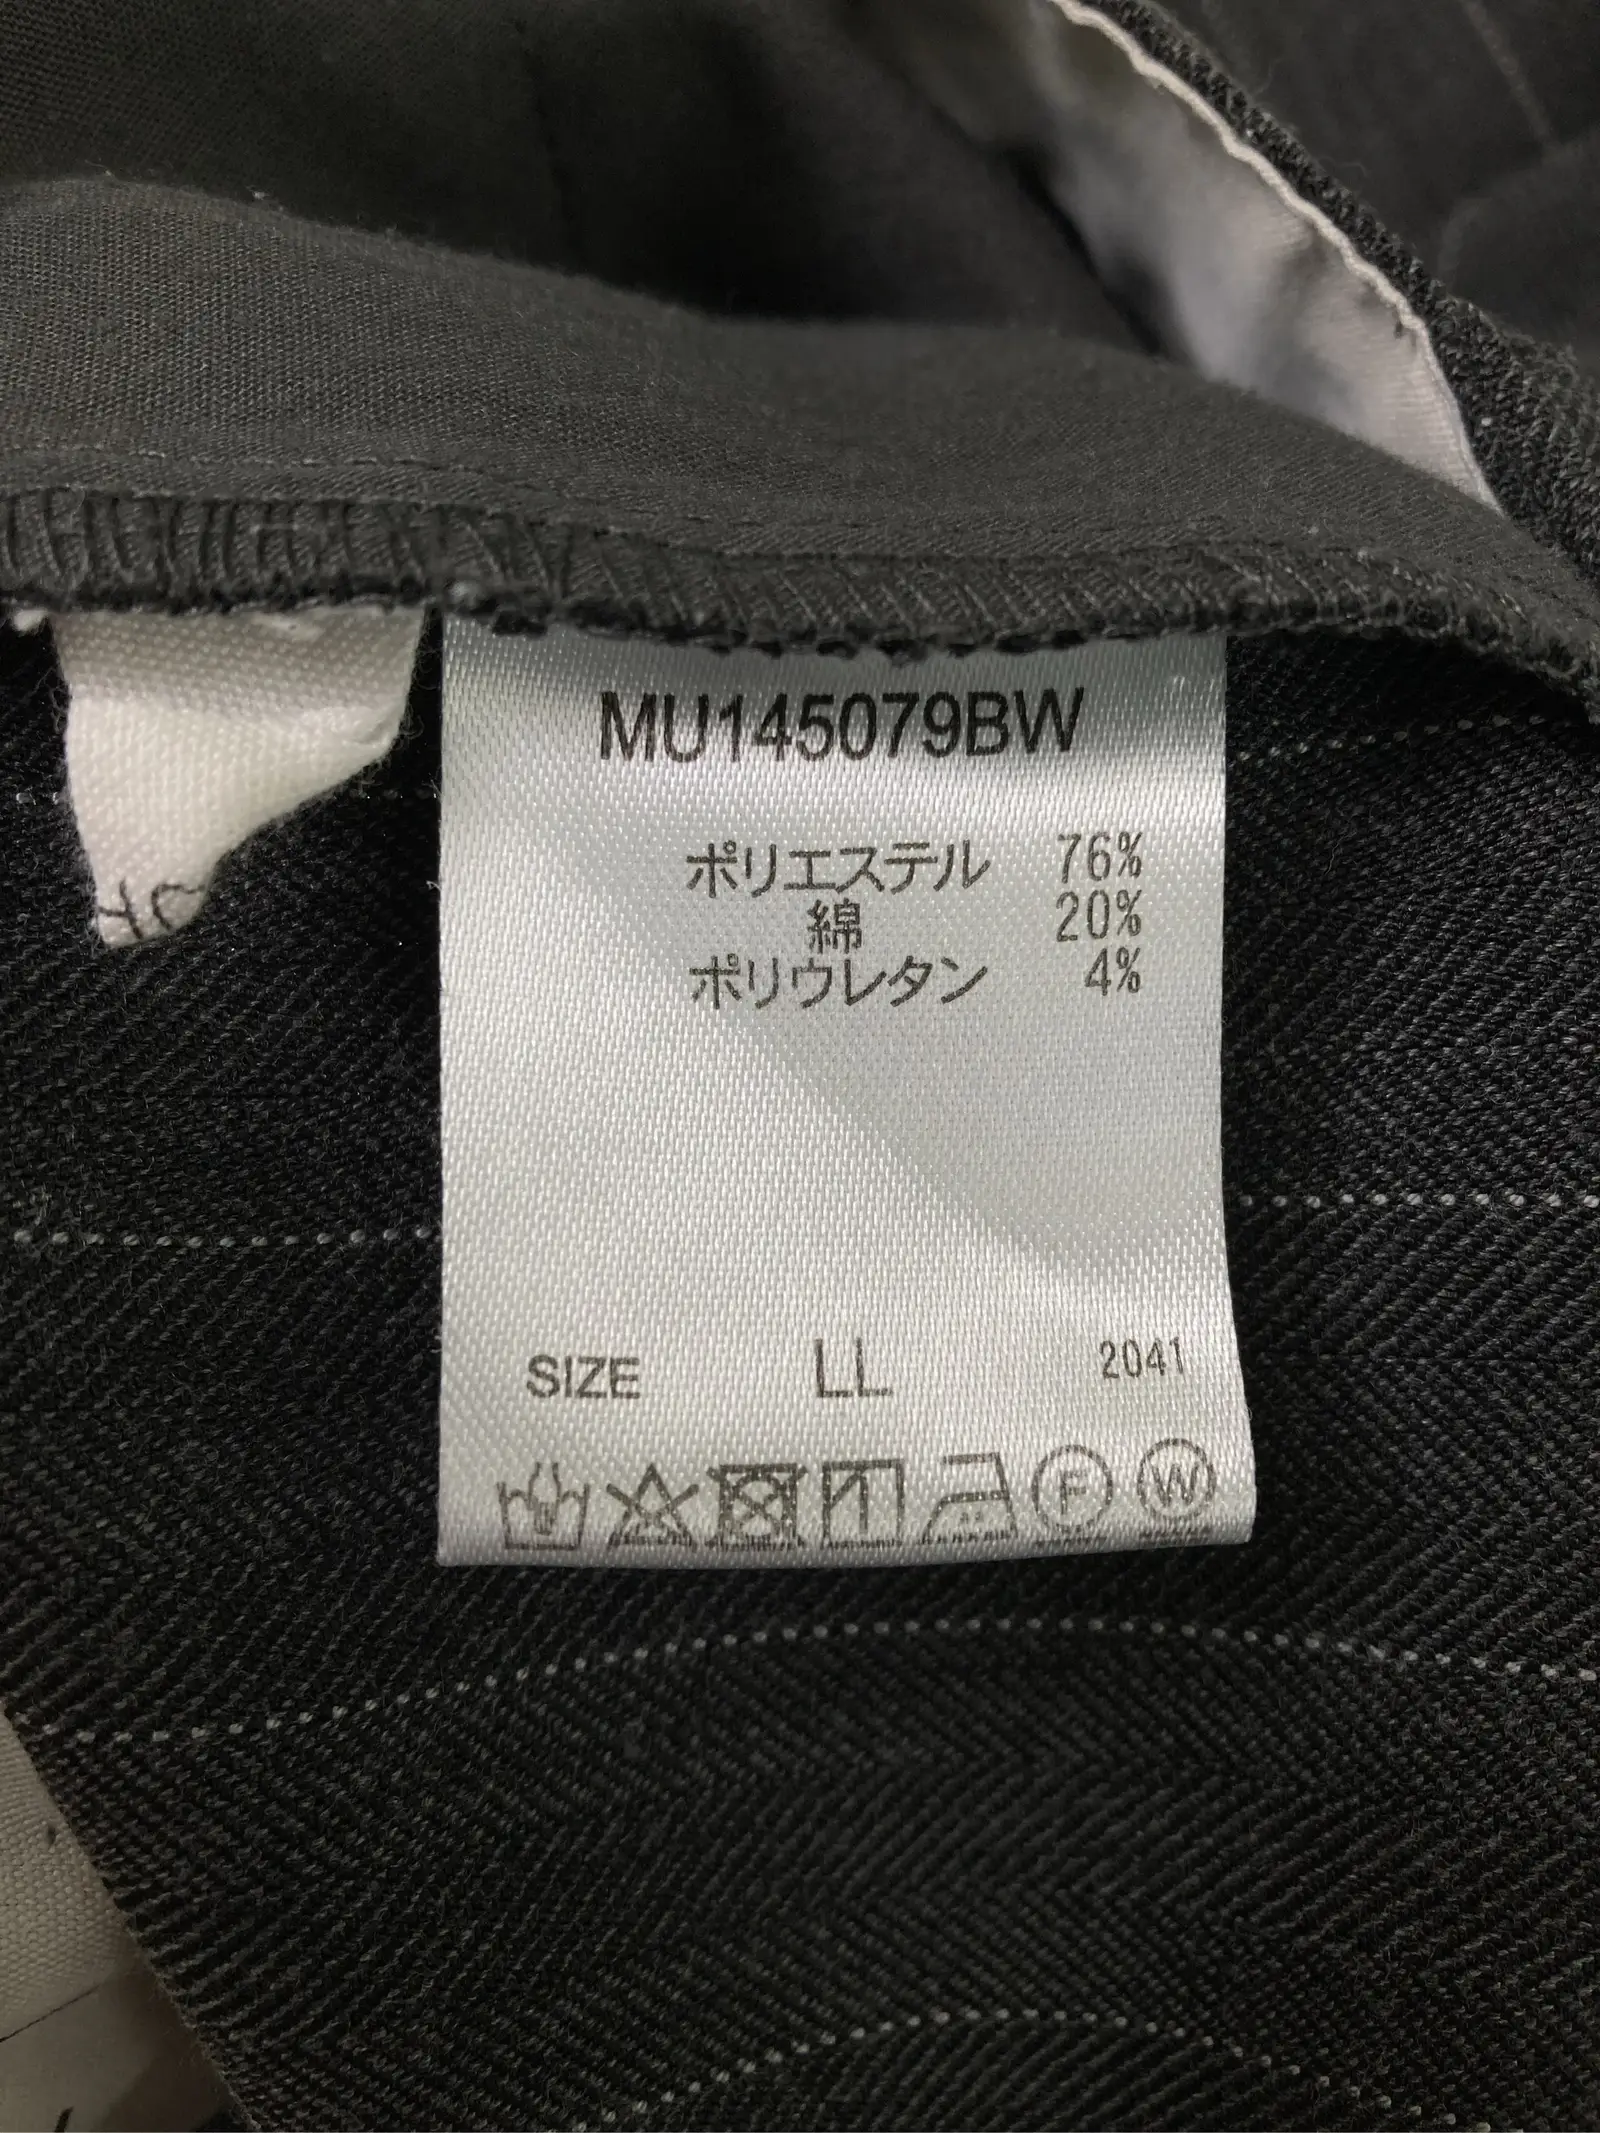 MU145079BW
ポリエステル 76%
綿 20%
ポリウレタン 4%
SIZE LL 2041
F W